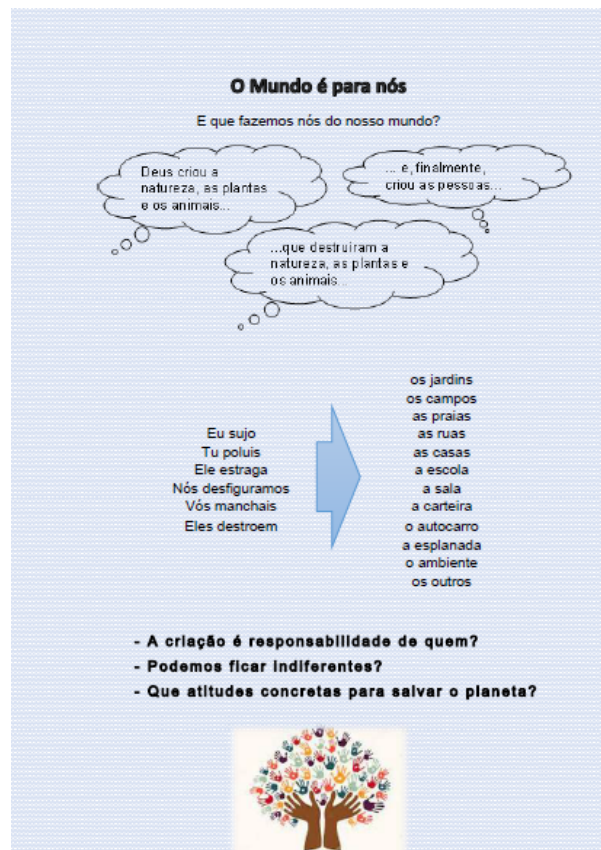 O Mundo é para nós
E que fazemos nós do nosso mundo?
Deus criou a
natureza, as plantas
e os animais...
... e, finalmente,
criou as pessoas...
...que destruíram a
natureza, as plantas e
os animais...
Eu sujo
Tu poluis
Ele estraga
Nós desfiguramos
Vós manchais
Eles destroem
os jardins
os campos
as praias
as ruas
as casas
a escola
a sala
a carteira
o autocarro
a esplanada
o ambiente
os outros
- A criação é responsabilidade de quem?
- Podemos ficar indiferentes?
- Que atitudes concretas para salvar o planeta?